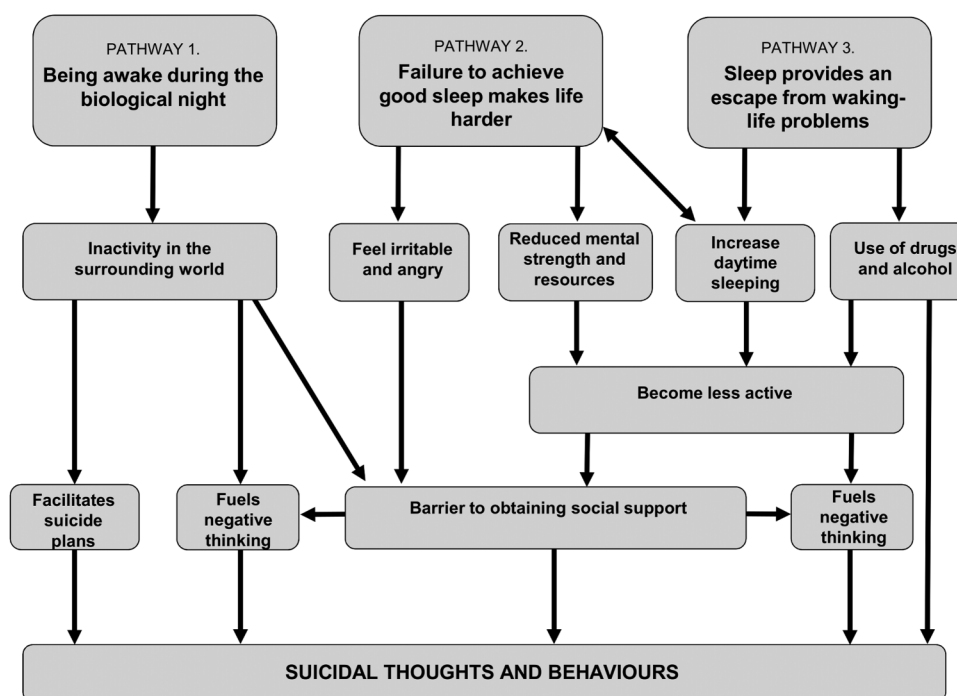 PATHWAY 1.
Being awake during the
biological night
PATHWAY 2.
Failure to achieve
good sleep makes life
harder
PATHWAY 3.
Sleep provides an
escape from waking-
life problems
Inactivity in the
surrounding world
Feel irritable
and angry
Reduced mental
strength and
resources
Increase
daytime
sleeping
Use of drugs
and alcohol
Become less active
Facilitates
suicide
plans
Fuels
negative
thinking
Barrier to obtaining social support
Fuels
negative
thinking
SUICIDAL THOUGHTS AND BEHAVIOURS